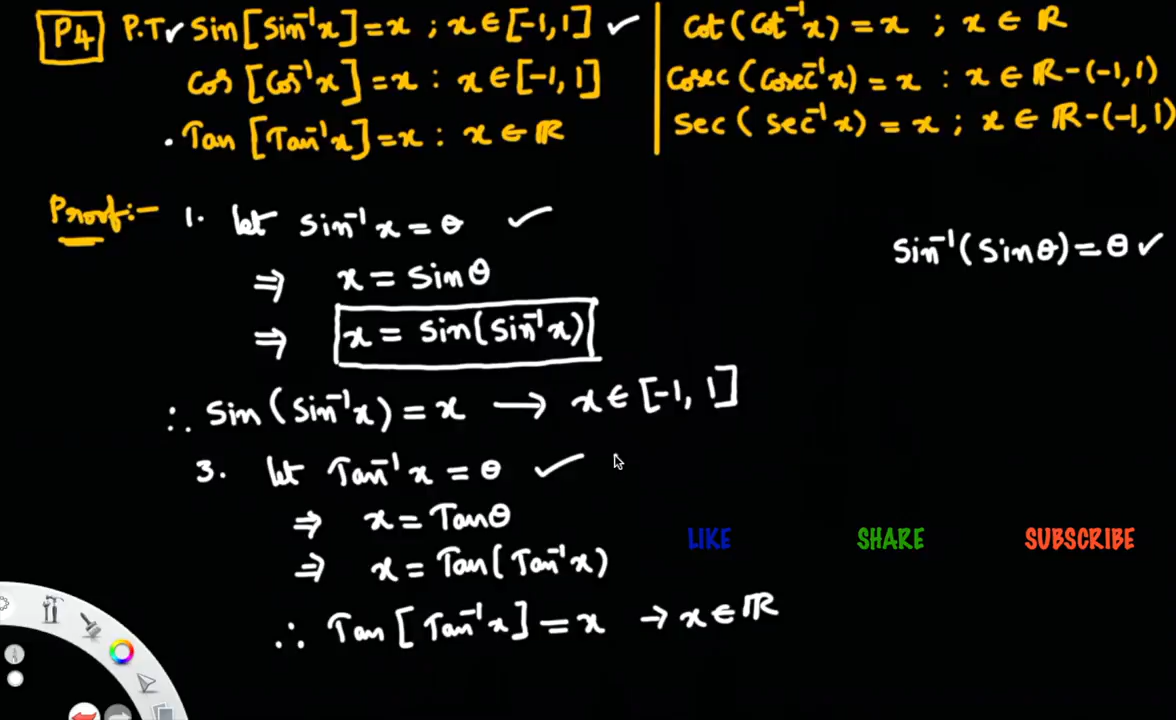 P4 P.T Sin[Sin⁻¹x]=x ; x∈[-1,1]
Cos[Cos⁻¹x]=x : x∈[-1,1]
Tan[Tan⁻¹x]=x : x∈ℝ
Cot(Cot⁻¹x)=x ; x∈ℝ
Cosec(Cosec⁻¹x)=x : x∈ℝ-(-1,1)
Sec(sec⁻¹x)=x ; x∈ℝ-(-1,1)
Proof:- 1. let Sin⁻¹x=θ
⇒ x=Sinθ
⇒ x=Sin(Sin⁻¹x)
∴ Sin(Sin⁻¹x)=x → x∈[-1,1]
Sin⁻¹(Sinθ)=θ
3. let Tan⁻¹x=θ
⇒ x=Tanθ
⇒ x=Tan(Tan⁻¹x)
∴ Tan[Tan⁻¹x]=x → x∈ℝ
LIKE SHARE SUBSCRIBE